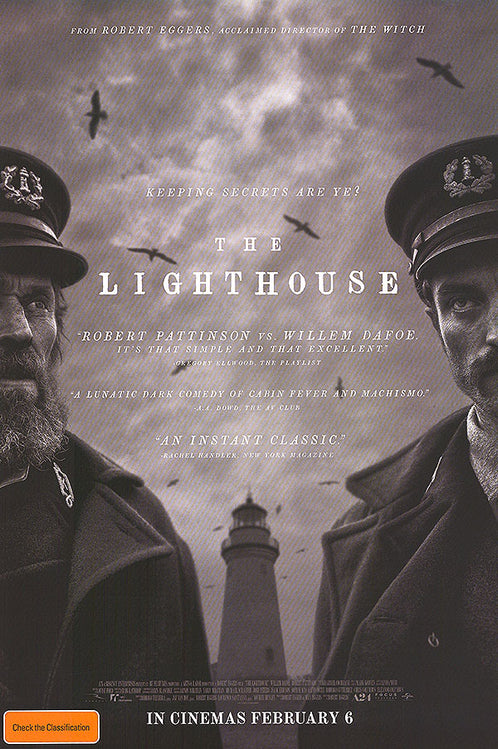 FROM ROBERT EGGERS, ACCLAIMED DIRECTOR OF THE WITCH
KEEPING SECRETS ARE YE?
THE
LIGHTHOUSE
"ROBERT PATTINSON VS. WILLEM DAFOE.
IT'S THAT SIMPLE AND THAT EXCELLENT."
-GREGORY ELLWOOD, THE PLAYLIST
"A LUNATIC DARK COMEDY OF CABIN FEVER AND MACHISMO."
-A.A. DOWD, THE AV CLUB
"AN INSTANT CLASSIC."
-RACHEL HANDLER, NEW YORK MAGAZINE
A24
FOCUS
IN CINEMAS FEBRUARY 6
Check the Classification